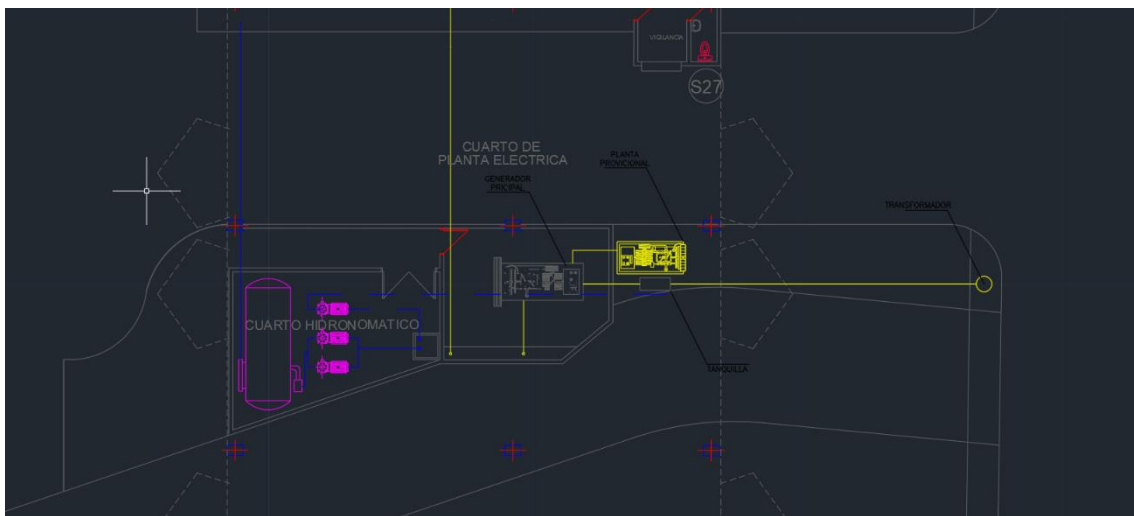 VIGILANCIA
S27
CUARTO DE
PLANTA ELECTRICA
PLANTA
PROVICIONAL
GENERADOR
PRICIPAL
TRANSFORMADOR
CUARTO HIDRONOMATICO
TANQUILLA